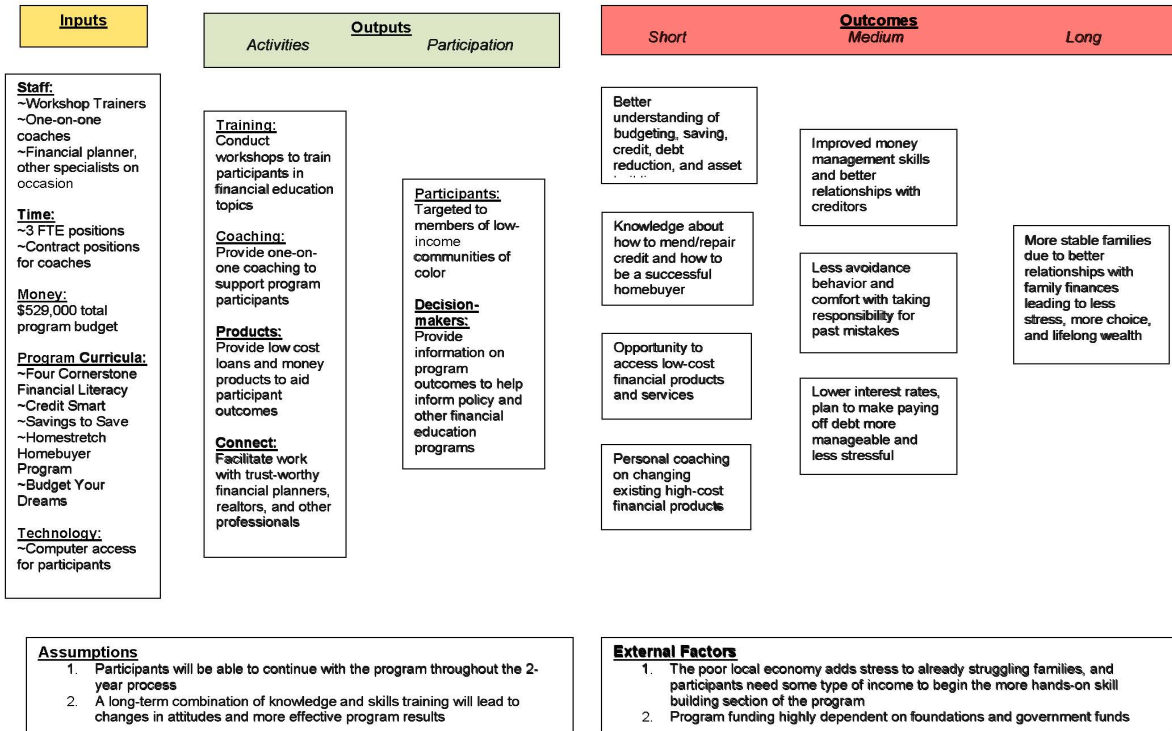 Inputs
Outputs
Activities
Participation
Outcomes
Short
Medium
Long
Staff:
~Workshop Trainers
~One-on-one
coaches
~Financial planner,
other specialists on
occasion
Time:
~3 FTE positions
~Contract positions
for coaches
Money:
$529,000 total
program budget
Program Curricula:
~Four Cornerstone
Financial Literacy
~Credit Smart
~Savings to Save
~Homestretch
Homebuyer
Program
~Budget Your
Dreams
Technology:
~Computer access
for participants
Training:
Conduct
workshops to train
participants in
financial education
topics
Coaching:
Provide one-on-
one coaching to
support program
participants
Products:
Provide low cost
loans and money
products to aid
participant
outcomes
Connect:
Facilitate work
with trust-worthy
financial planners,
realtors, and other
professionals
Participants:
Targeted to
members of low-
income
communities of
color
Decision-
makers:
Provide
information on
program
outcomes to help
inform policy and
other financial
education
programs
Better
understanding of
budgeting, saving,
credit, debt
reduction, and asset
Knowledge about
how to mend/repair
credit and how to
be a successful
homebuyer
Opportunity to
access low-cost
financial products
and services
Personal coaching
on changing
existing high-cost
financial products
Improved money
management skills
and better
relationships with
creditors
Less avoidance
behavior and
comfort with taking
responsibility for
past mistakes
Lower interest rates,
plan to make paying
off debt more
manageable and
less stressful
More stable families
due to better
relationships with
family finances
leading to less
stress, more choice,
and lifelong wealth
Assumptions
1. Participants will be able to continue with the program throughout the 2-
year process
2. A long-term combination of knowledge and skills training will lead to
changes in attitudes and more effective program results
External Factors
1. The poor local economy adds stress to already struggling families, and
participants need some type of income to begin the more hands-on skill
building section of the program
2. Program funding highly dependent on foundations and government funds